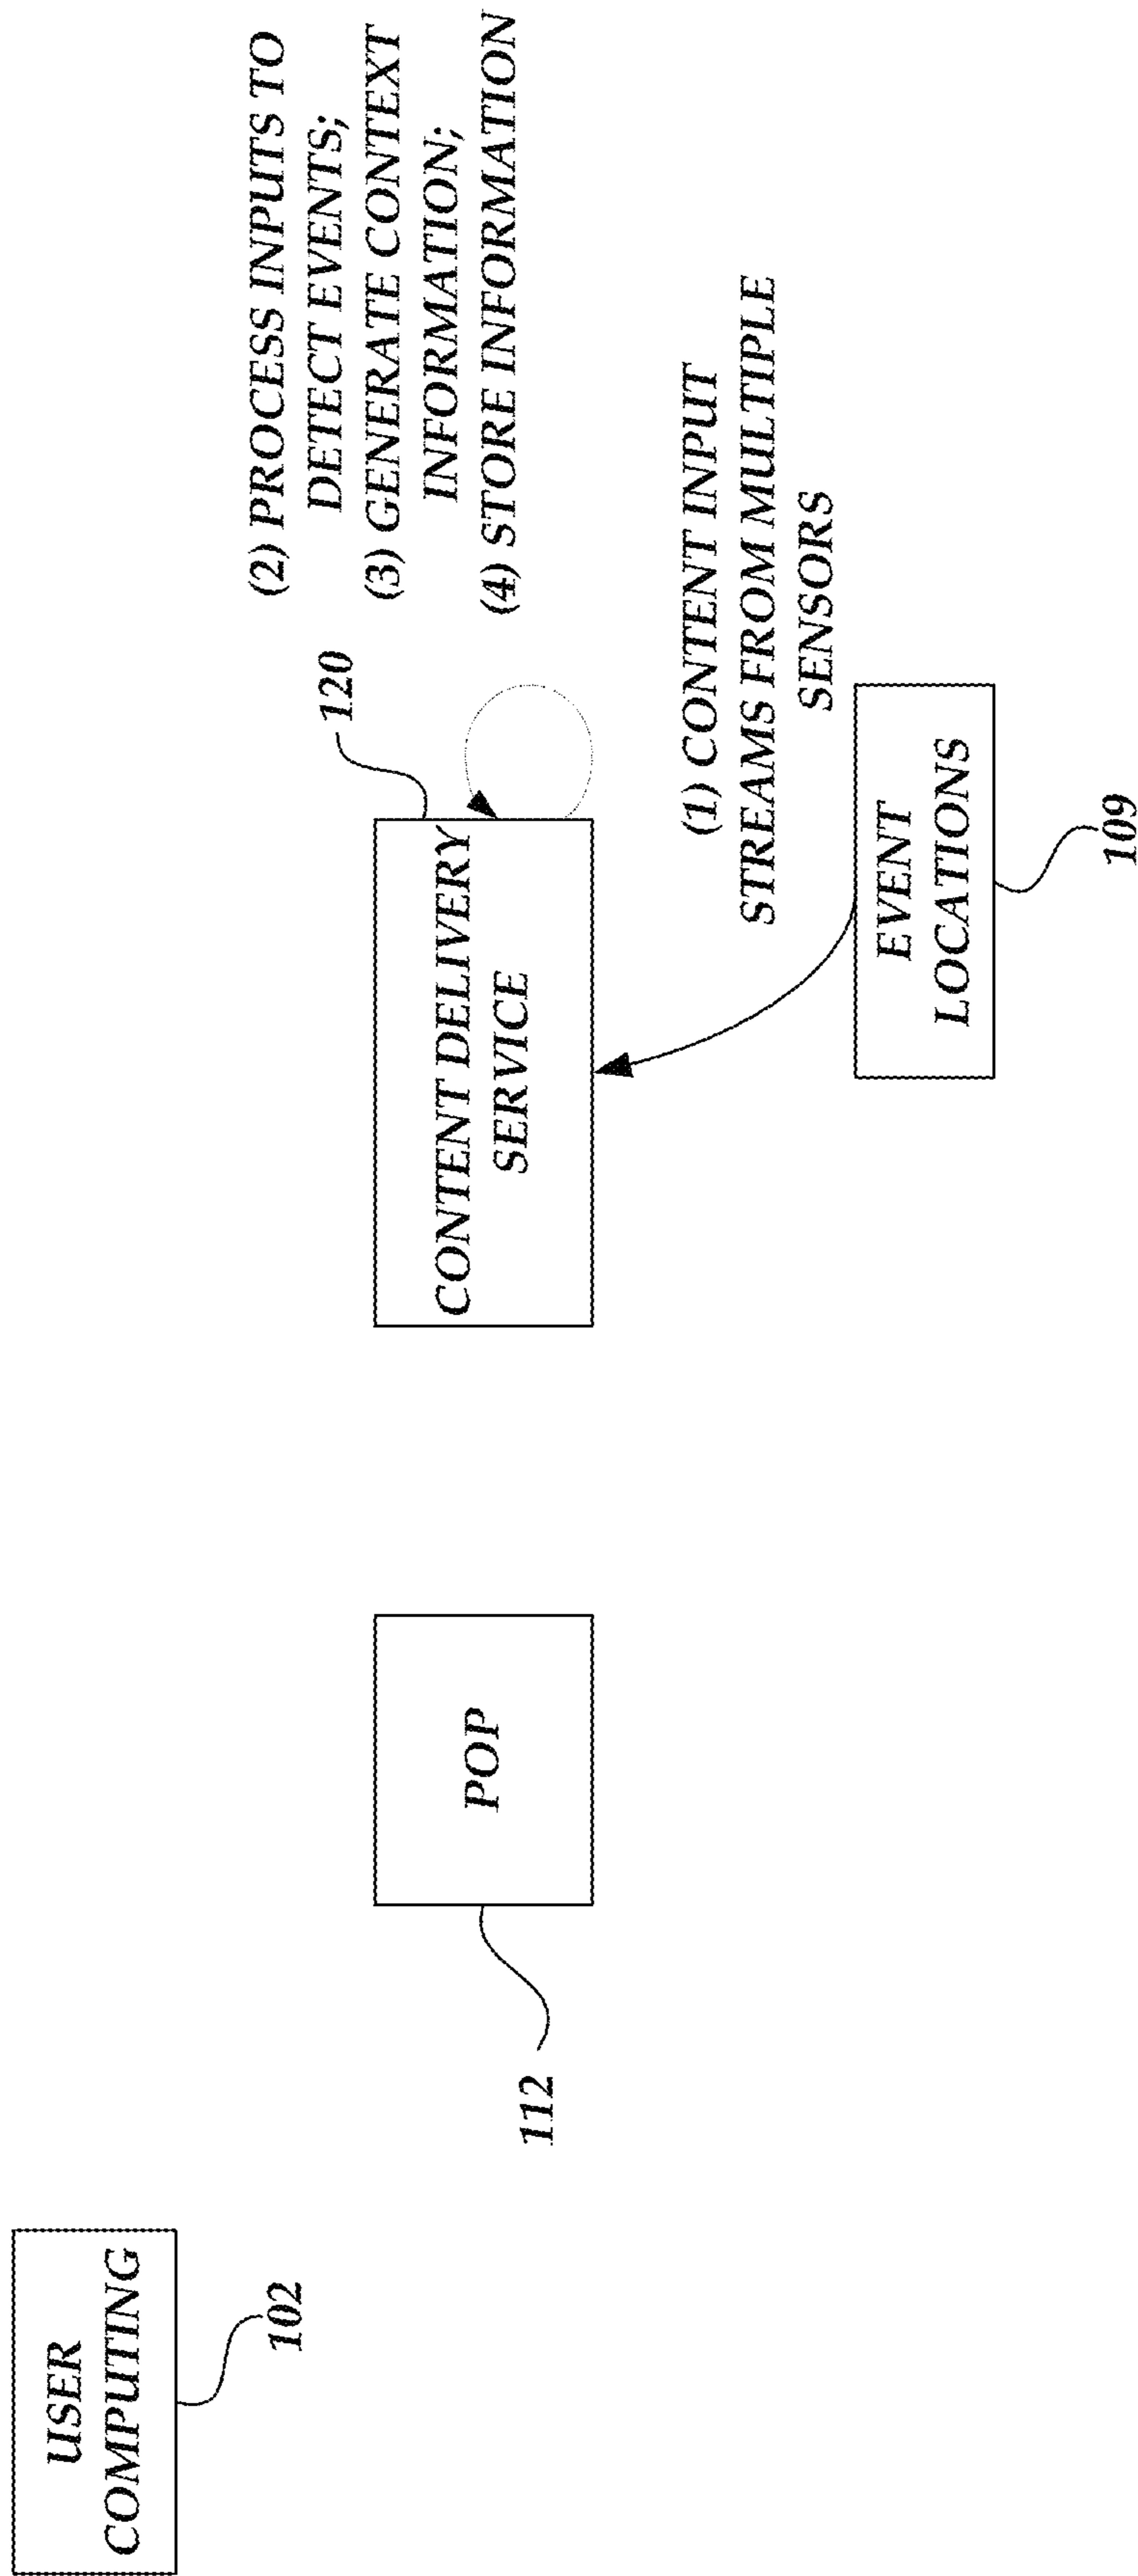 USER
COMPUTING
102
POP
112
CONTENT DELIVERY
SERVICE
120
(2) PROCESS INPUTS TO
DETECT EVENTS;
(3) GENERATE CONTEXT
INFORMATION;
(4) STORE INFORMATION
(1) CONTENT INPUT
STREAMS FROM MULTIPLE
SENSORS
EVENT
LOCATIONS
109